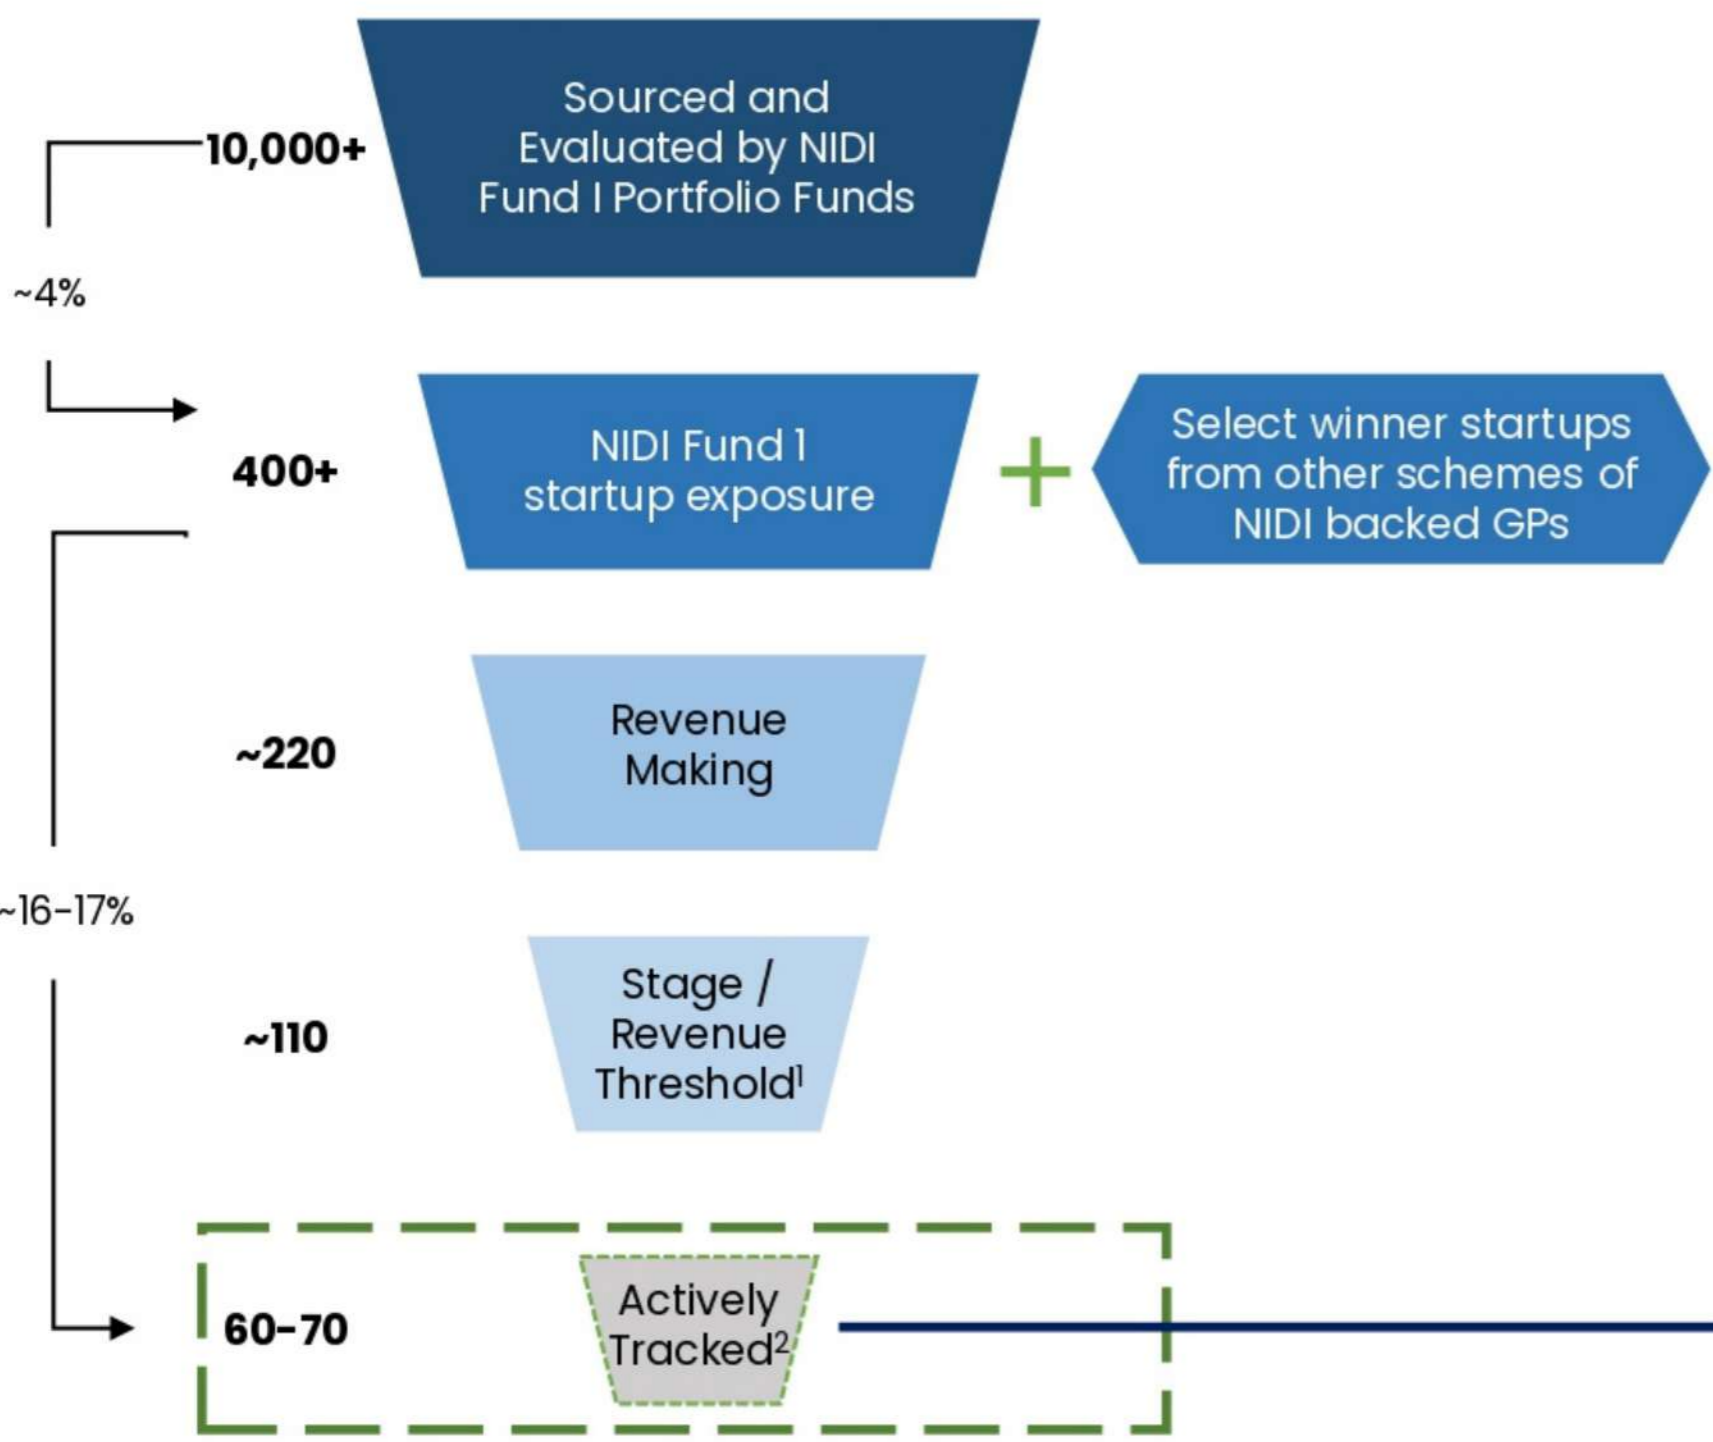 Sourced and
Evaluated by NIDI
Fund I Portfolio Funds
10,000+
~4%
NIDI Fund 1
startup exposure
400+
+
Select winner startups
from other schemes of
NIDI backed GPs
Revenue
Making
~220
~16-17%
Stage /
Revenue
Threshold¹
~110
Actively
Tracked²
60-70